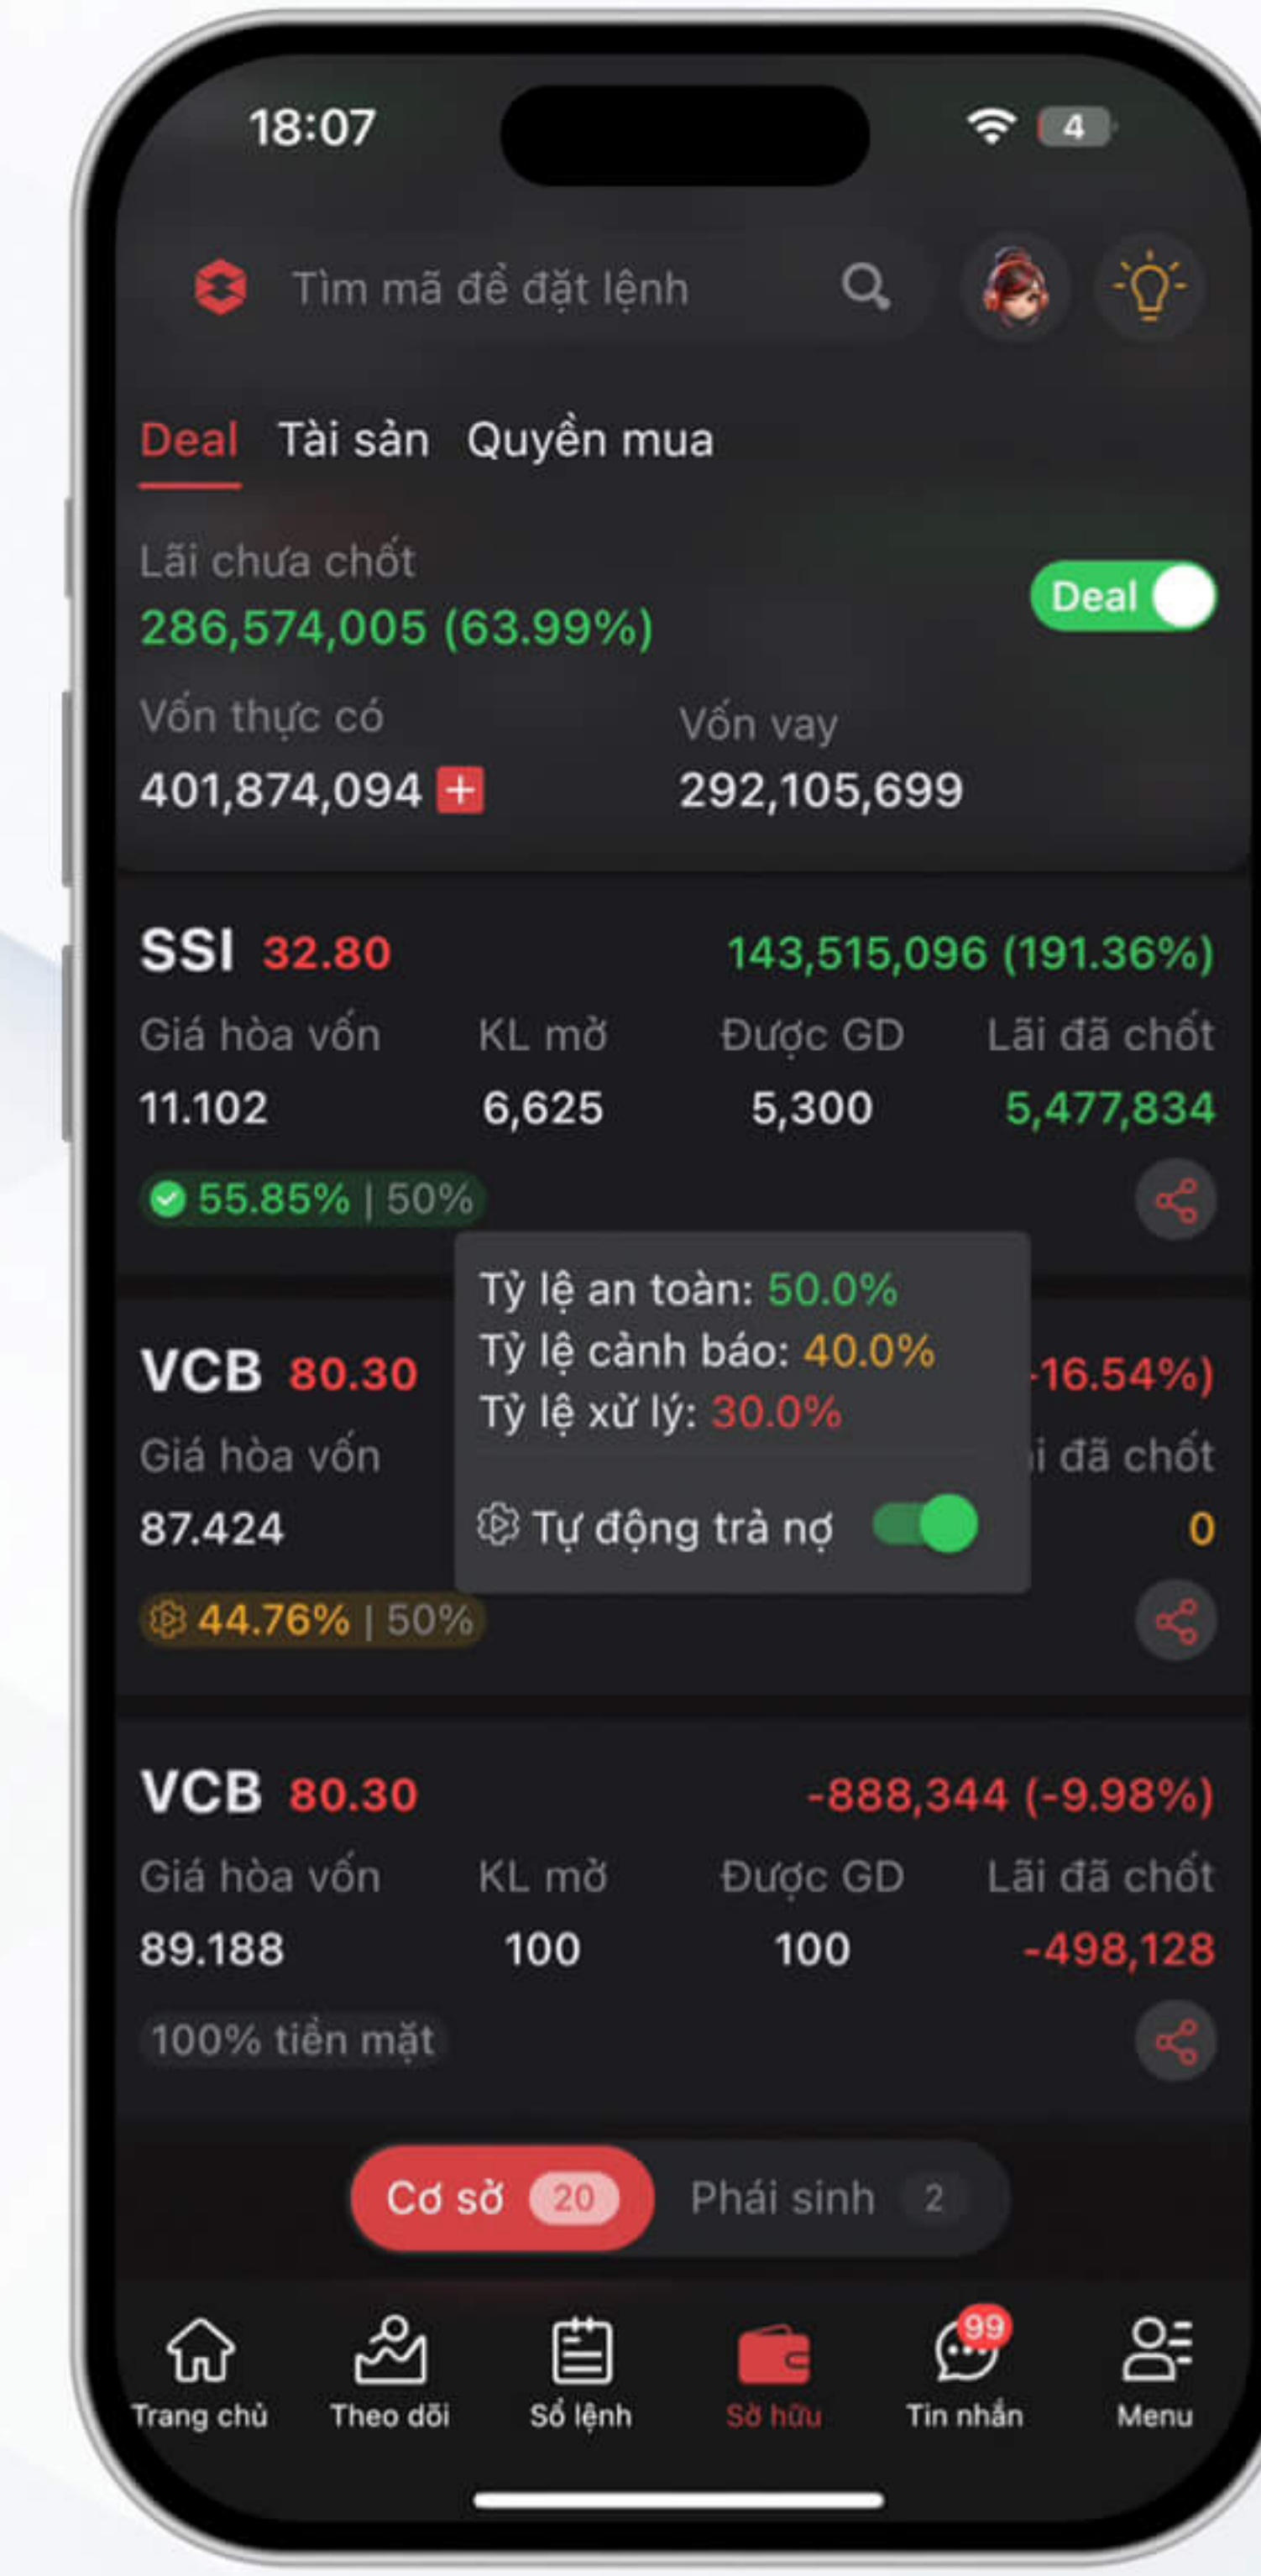 18:07
4
Tìm mã để đặt lệnh
Deal Tài sản Quyền mua
Lãi chưa chốt
286,574,005 (63.99%)
Deal
Vốn thực có Vốn vay
401,874,094 + 292,105,699
SSI 32.80 143,515,096 (191.36%)
Giá hòa vốn KL mở Được GD Lãi đã chốt
11.102 6,625 5,300 5,477,834
55.85% | 50%
Tỷ lệ an toàn: 50.0%
Tỷ lệ cảnh báo: 40.0%
Tỷ lệ xử lý: 30.0%
Tự động trả nợ
VCB 80.30 -16.54%)
Giá hòa vốn đã chốt
87.424 0
44.76% | 50%
VCB 80.30 -888,344 (-9.98%)
Giá hòa vốn KL mở Được GD Lãi đã chốt
89.188 100 100 -498,128
100% tiền mặt
Cơ sở 20 Phái sinh 2
99
Trang chủ Theo dõi Sổ lệnh Sở hữu Tin nhắn Menu